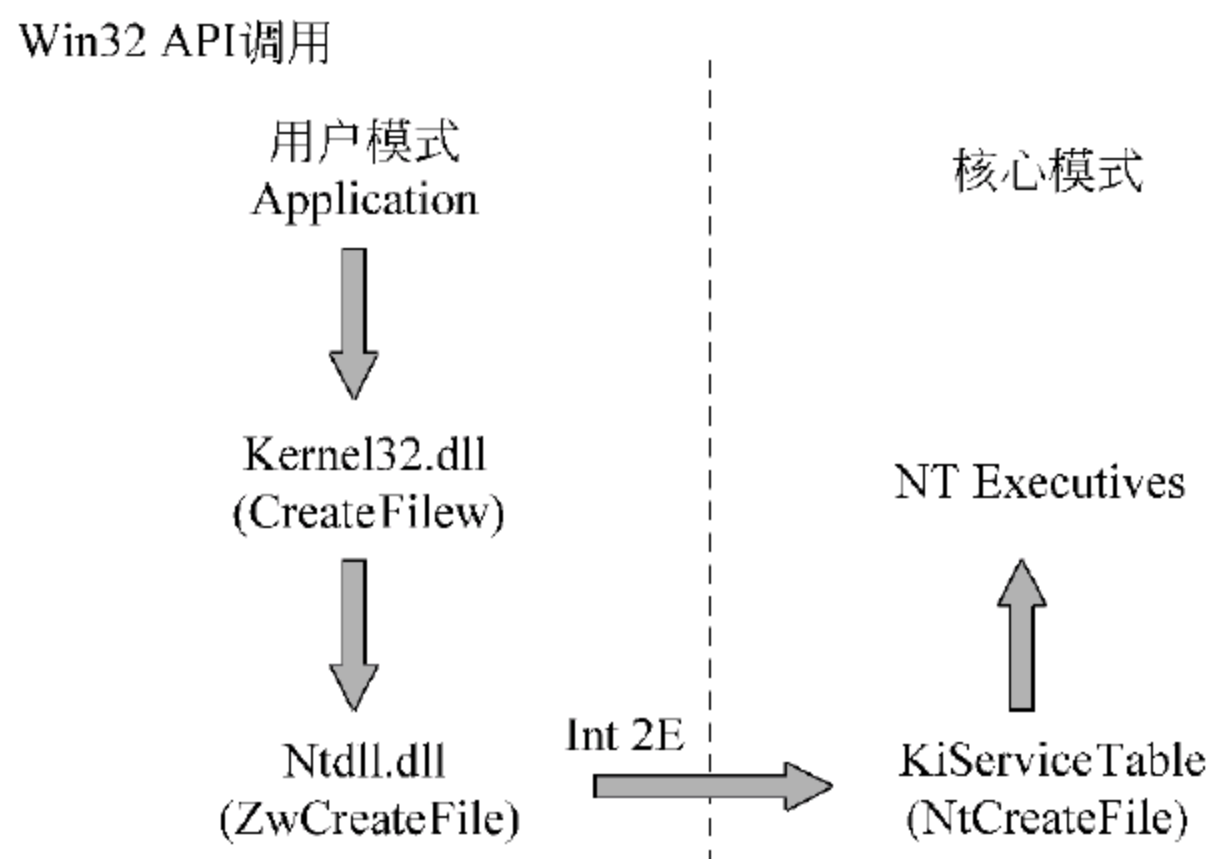 Win32 API调用
用户模式
Application
核心模式
Kernel32.dll
(CreateFilew)
NT Executives
Int 2E
Ntdll.dll
(ZwCreateFile)
KiServiceTable
(NtCreateFile)